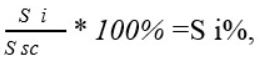 S i
S sc
* 100% =S i%,